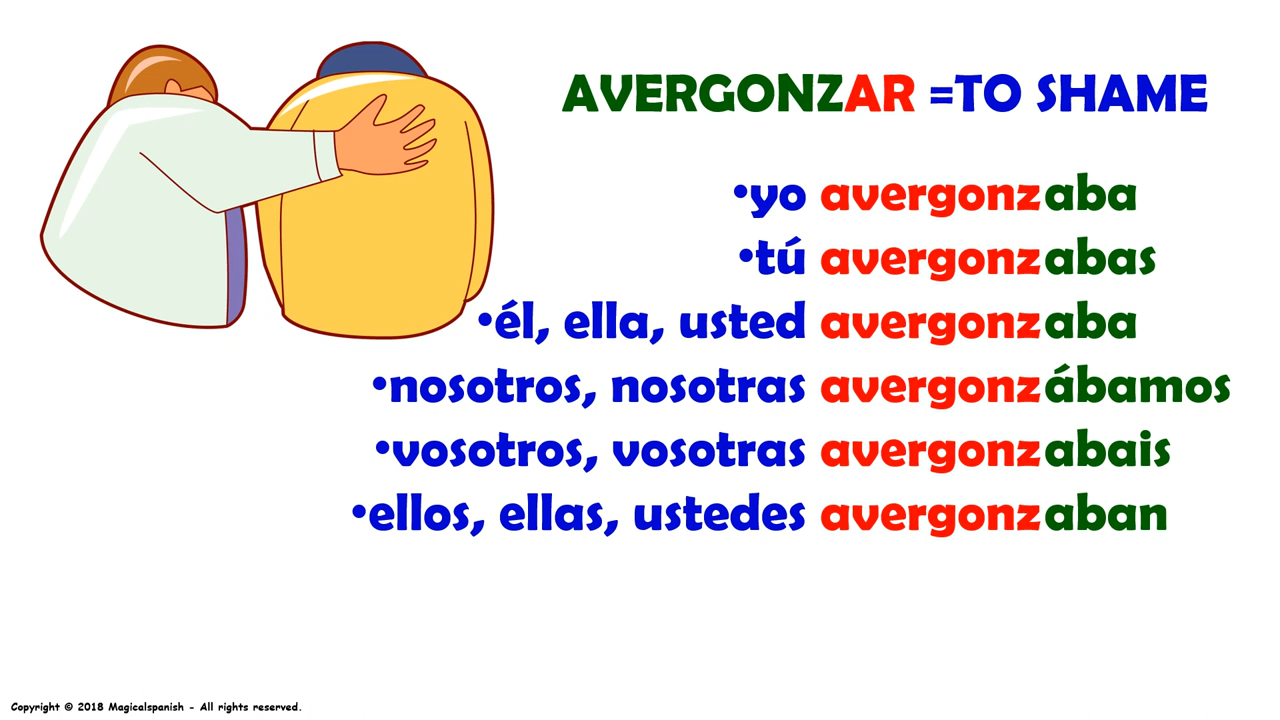 AVERGONZAR =TO SHAME
•yo avergonzaba
•tú avergonzabas
•él, ella, usted avergonzaba
•nosotros, nosotras avergonzábamos
•vosotros, vosotras avergonzabais
•ellos, ellas, ustedes avergonzaban
Copyright © 2018 Magicalspanish - All rights reserved.